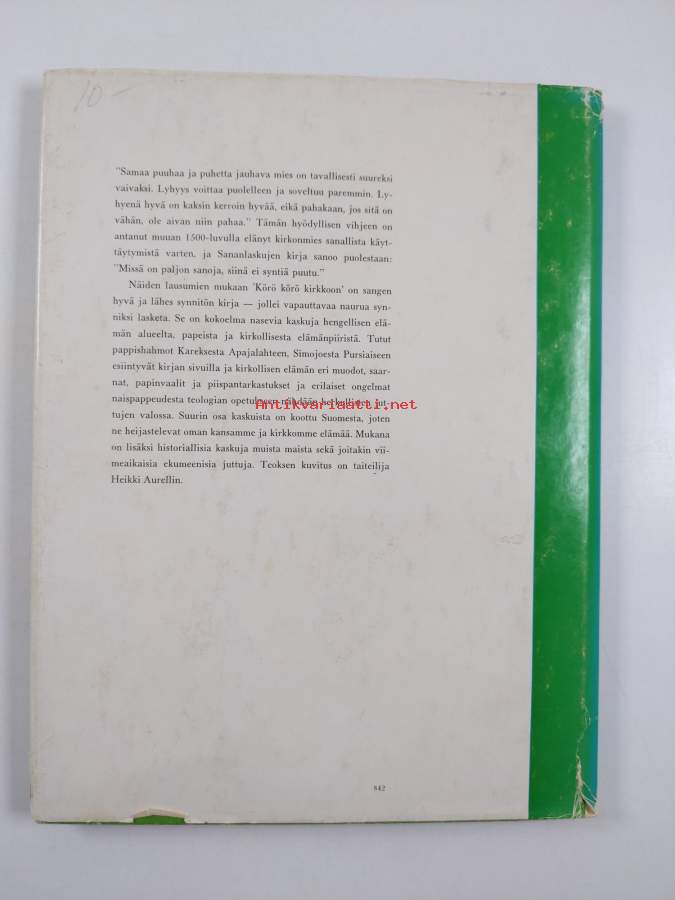 10-
"Samaa puuhaa ja puhetta jauhava mies on tavallisesti suureksi
vaivaksi. Lyhyys voittaa puolelleen ja soveltuu paremmin. Ly-
hyenä hyvä on kaksin kerroin hyvää, eikä pahakaan, jos sitä on
vähän, ole aivan niin pahaa." Tämän hyödyllisen vihjeen on
antanut muuan 1500-luvulla elänyt kirkonmies sanallista käyt-
täytymistä varten, ja Sananlaskujen kirja sanoo puolestaan:
"Missä on paljon sanoja, siinä ei syntiä puutu."
Näiden lausumien mukaan 'Körö körö kirkkoon' on sangen
hyvä ja lähes synnitön kirja — jollei vapauttavaa naurua syn-
niksi lasketa. Se on kokoelma nasevia kaskuja hengellisen elä-
män alueelta, papeista ja kirkollisesta elämänpiiristä. Tutut
pappishahmot Kareksesta Apajalahteen, Simojoesta Pursiaiseen
esiintyvät kirjan sivuilla ja kirkollisen elämän eri muodot, saar-
nat, papinvaalit ja piispantarkastukset ja erilaiset ongelmat
naispappeudesta teologian opetukseen nähdään herkullisten jut-
Antikvariaatti.net
tujen valossa. Suurin osa kaskuista on koottu Suomesta, joten
ne heijastelevat oman kansamme ja kirkkomme elämää. Mukana
on lisäksi historiallisia kaskuja muista maista sekä joitakin vii-
meaikaisia ekumeenisia juttuja. Teoksen kuvitus on taiteilija
Heikki Aurellin.
842